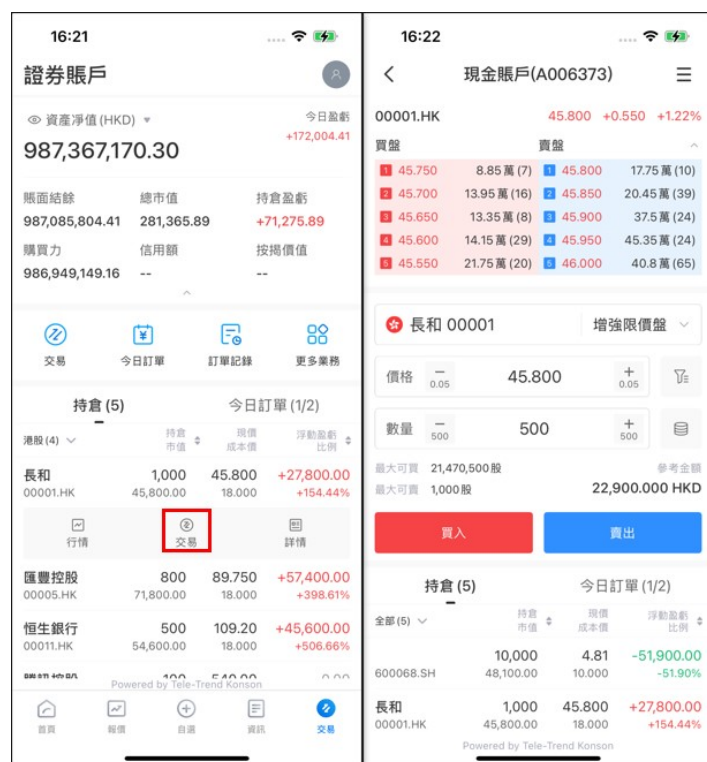 16:21
證券賬戶
資產凈值(HKD)
今日盈虧
987,367,170.30
+172,004.41
賬面結餘
總市值
持倉盈虧
987,085,804.41
281,365.89
+71,275.89
購買力
信用額
按揭價值
986,949,149.16
--
--
交易
今日訂單
訂單記錄
更多業務
持倉 (5)
今日訂單 (1/2)
港股(4)
持倉
市值
現價
成本價
浮動盈虧
比例
長和
1,000
45.800
+27,800.00
00001.HK
45,800.00
18.000
+154.44%
行情
交易
詳情
匯豐控股
800
89.750
+57,400.00
00005.HK
71,800.00
18.000
+398.61%
恒生銀行
500
109.20
+45,600.00
00011.HK
54,600.00
18.000
+506.66%
Powered by Tele-Trend Konson
首頁
報價
自選
資訊
交易
16:22
現金賬戶(A006373)
00001.HK
45.800 +0.550 +1.22%
買盤
賣盤
1 45.750 8.85萬(7) 1 45.800 17.75萬(10)
2 45.700 13.95萬(16) 2 45.850 20.45萬(39)
3 45.650 13.35萬(8) 3 45.900 37.5萬(24)
4 45.600 14.15萬(29) 4 45.950 45.35萬(24)
5 45.550 21.75萬(20) 5 46.000 40.8萬(65)
長和 00001
增強限價盤
價格
0.05
45.800
0.05
數量
500
500
500
最大可買 21,470,500股
參考金額
最大可賣 1,000股
22,900.000 HKD
買入
賣出
持倉 (5)
今日訂單 (1/2)
全部(5)
持倉
市值
現價
成本價
浮動盈虧
比例
10,000
4.81
-51,900.00
600068.SH
48,100.00
10.000
-51.90%
長和
1,000
45.800
+27,800.00
00001.HK
45,800.00
18.000
+154.44%
Powered by Tele-Trend Konson